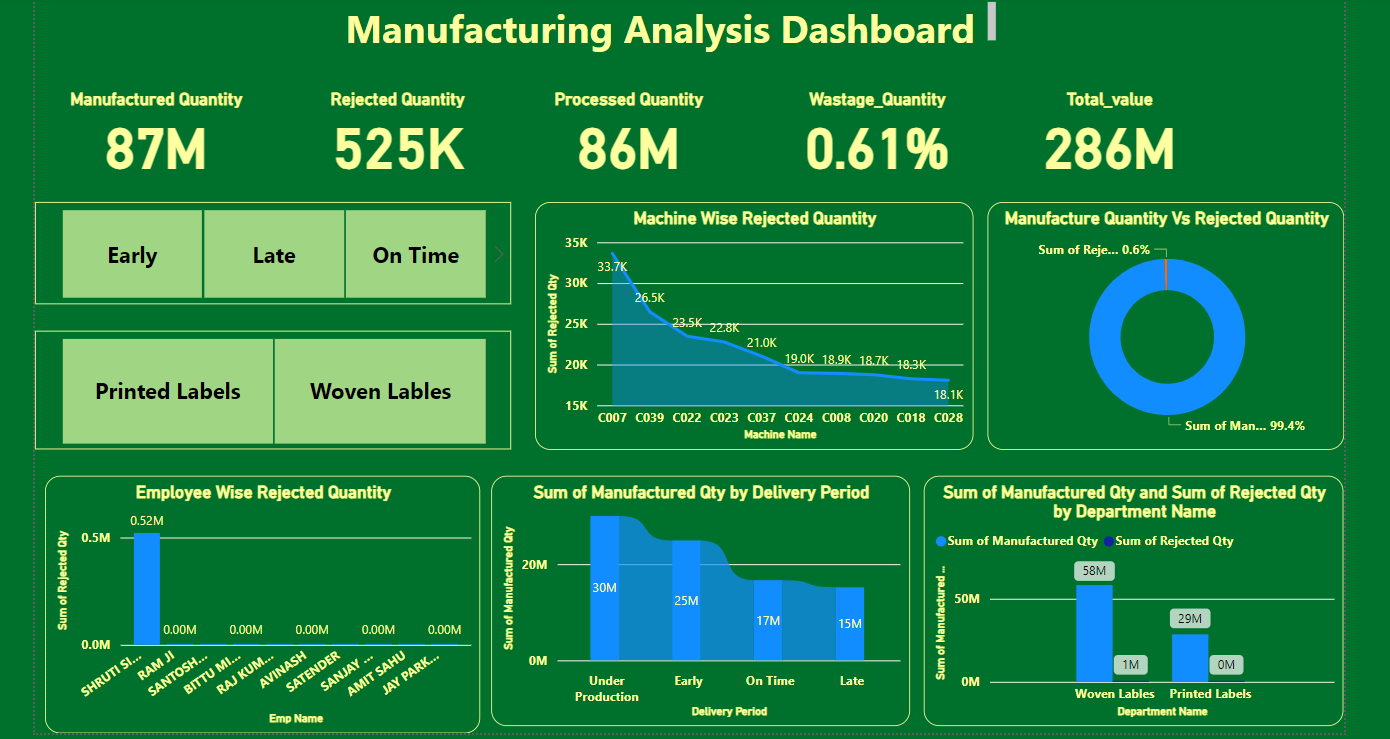 Manufacturing Analysis Dashboard
Manufactured Quantity
87M
Rejected Quantity
525K
Processed Quantity
86M
Wastage_Quantity
0.61%
Total_value
286M
Early
Late
On Time
Printed Labels
Woven Lables
Machine Wise Rejected Quantity
Sum of Rejected Qty
35K
30K
25K
20K
15K
33.7K
26.5K
23.5K
22.8K
21.0K
19.0K
18.9K
18.7K
18.3K
18.1K
C007 C039 C022 C023 C037 C024 C008 C020 C018 C028
Machine Name
Manufacture Quantity Vs Rejected Quantity
Sum of Reje... 0.6%
Sum of Man... 99.4%
Employee Wise Rejected Quantity
Sum of Rejected Qty
0.5M
0.0M
0.52M
0.00M
0.00M
0.00M
0.00M
0.00M
SHRUTI SI...
RAM JI
SANTOSH...
BITTU MI...
RAJ KUM...
AVINASH
SATENDER
SANJAY ...
AMIT SAHU
JAY PARK...
Emp Name
Sum of Manufactured Qty by Delivery Period
Sum of Manufactured Qty
20M
0M
30M
25M
17M
15M
Under
Production
Early
On Time
Late
Delivery Period
Sum of Manufactured Qty and Sum of Rejected Qty
by Department Name
Sum of Manufactured Qty Sum of Rejected Qty
Sum of Manufactured ...
50M
0M
58M
1M
29M
0M
Woven Lables
Printed Labels
Department Name